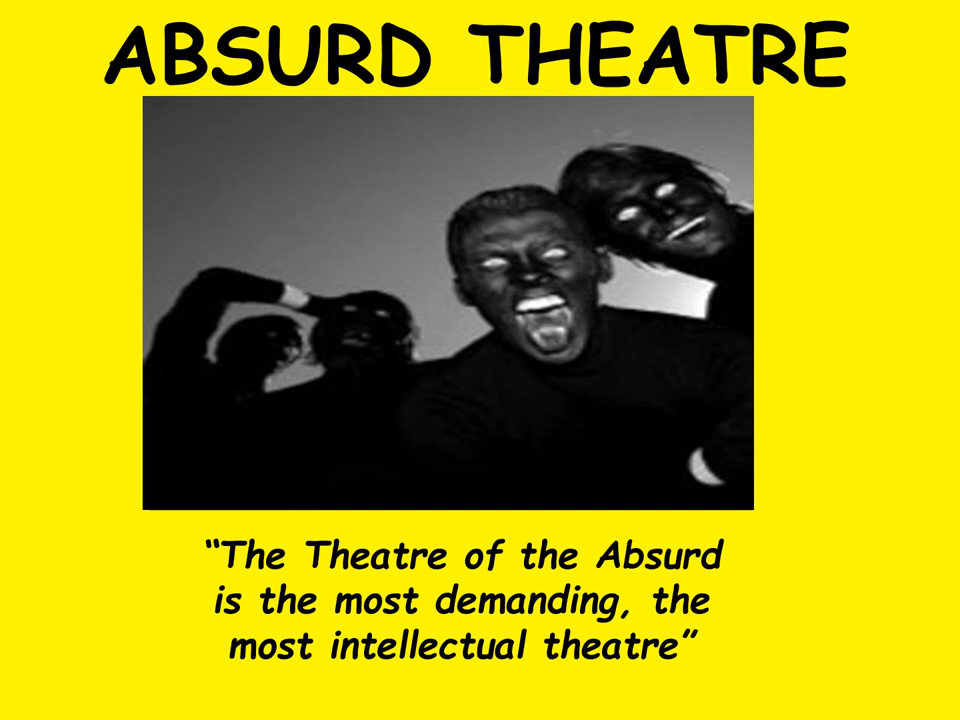 ABSURD THEATRE
“The Theatre of the Absurd
is the most demanding, the
most intellectual theatre”